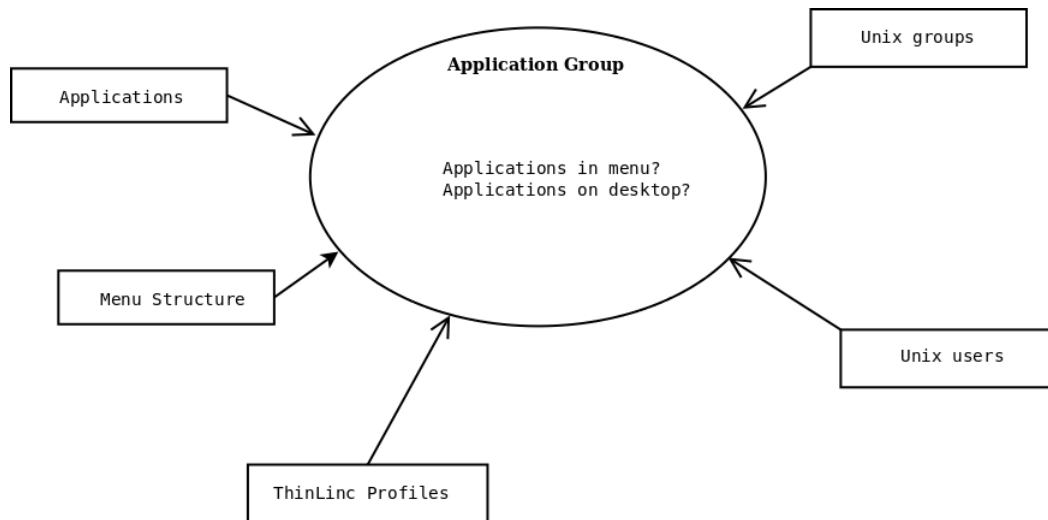 Unix groups
Application Group
Applications
Applications in menu?
Applications on desktop?
Menu Structure
Unix users
ThinLinc Profiles